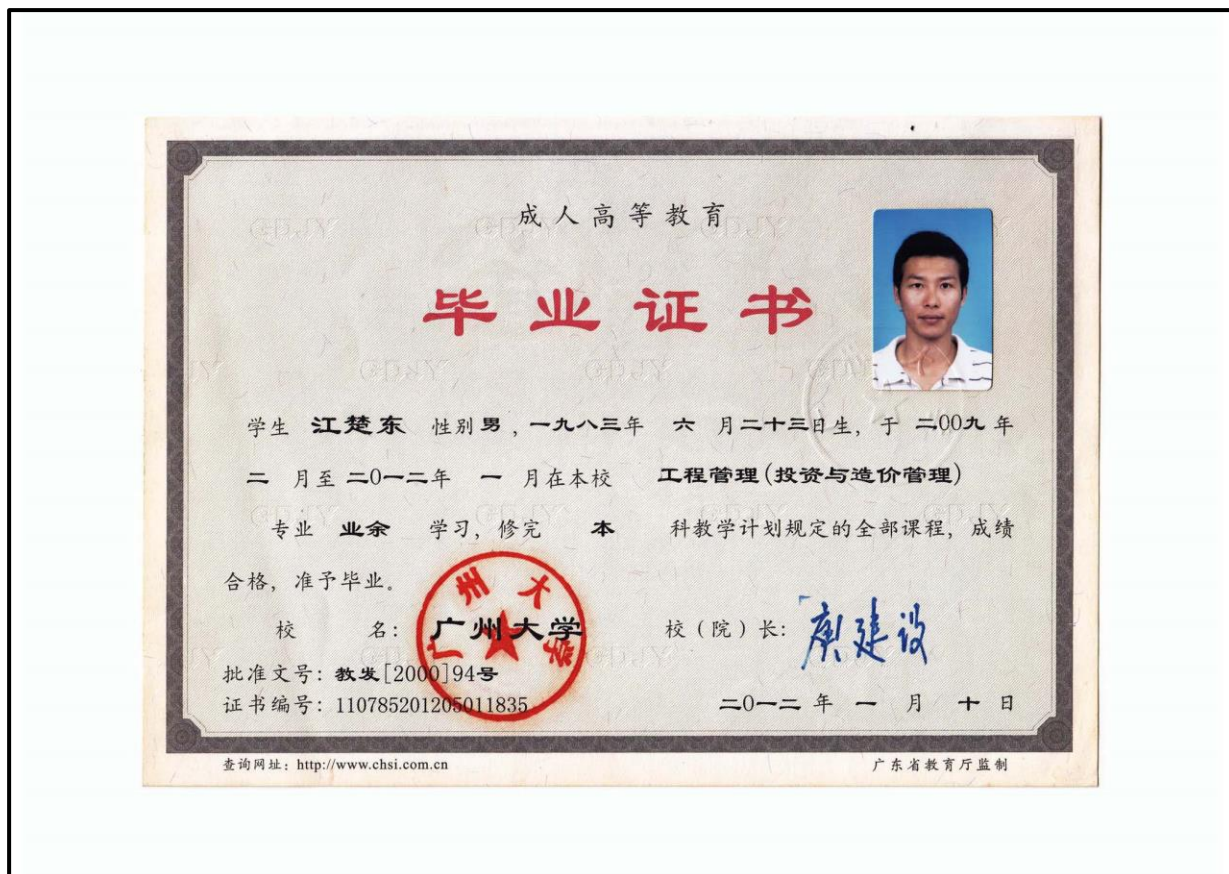 成人高等教育
毕业证书
学生 江楚东 性别 男 , 一九八三年 六 月二十三日生, 于 二00九年
二 月至 二0一二年 一 月在本校 工程管理(投资与造价管理)
专业 业余 学习, 修完 本 科教学计划规定的全部课程, 成绩
合格, 准予毕业。
校 名: 广州大学 校(院)长: 庾建设
广州大学
批准文号: 教发[2000]94号
证书编号: 110785201205011835 二0一二 年 一 月 十 日
查询网址: http://www.chsi.com.cn 广东省教育厅监制